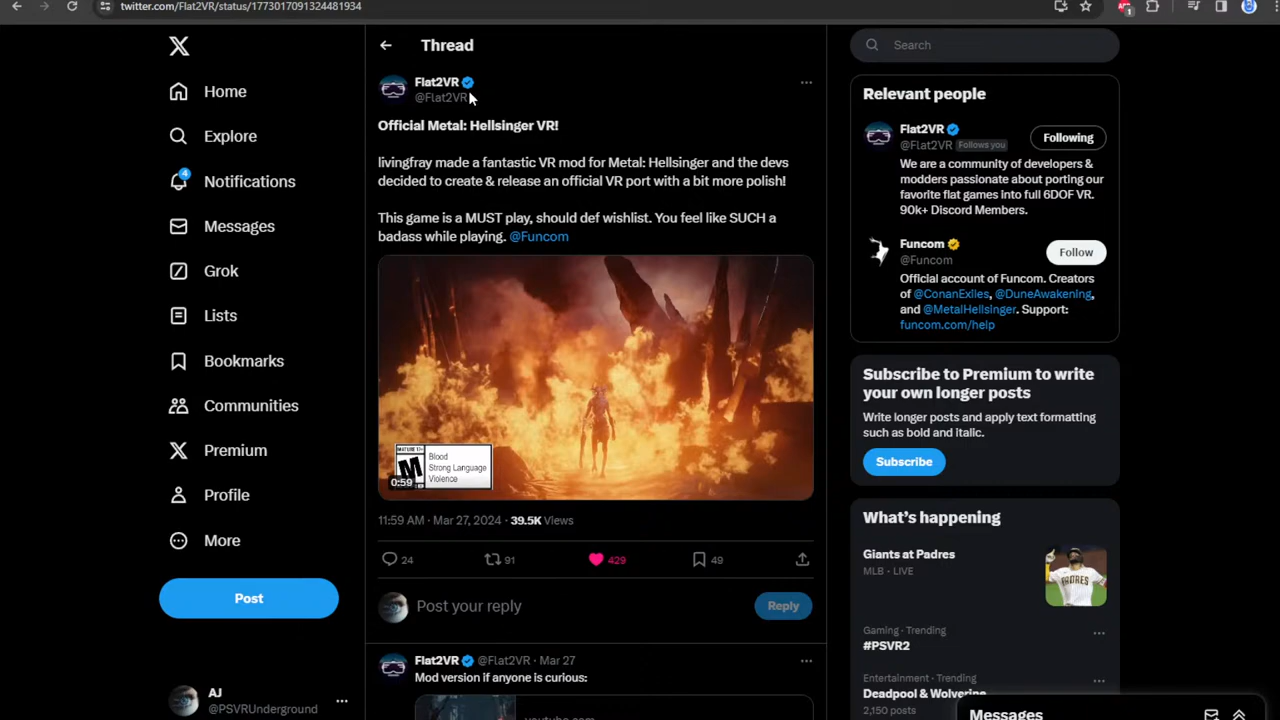 twitter.com/Flat2VR/status/1773017091324481934
1
X
Home
Explore
4
Notifications
Messages
Grok
Lists
Bookmarks
Communities
Premium
Profile
More
Post
AJ
@PSVRUnderground
Thread
Flat2VR
@Flat2VR
Official Metal: Hellsinger VR!
livingfray made a fantastic VR mod for Metal: Hellsinger and the devs
decided to create & release an official VR port with a bit more polish!
This game is a MUST play, should def wishlist. You feel like SUCH a
badass while playing. @Funcom
MATURE 17+
M
Blood
Strong Language
Violence
0:59
11:59 AM · Mar 27, 2024 · 39.5K Views
24
91
429
49
Post your reply
Reply
Flat2VR @Flat2VR · Mar 27
Mod version if anyone is curious:
Search
Relevant people
Flat2VR
@Flat2VR Follows you
Following
We are a community of developers &
modders passionate about porting our
favorite flat games into full 6DOF VR.
90k+ Discord Members.
Funcom
@Funcom
Follow
Official account of Funcom. Creators
of @ConanExiles, @DuneAwakening,
and @MetalHellsinger. Support:
funcom.com/help
Subscribe to Premium to write
your own longer posts
Write longer posts and apply text formatting
such as bold and italic.
Subscribe
What's happening
Giants at Padres
MLB · LIVE
PADRES
Gaming · Trending
#PSVR2
Entertainment · Trending
Deadpool & Wolverine
2,150 posts
Messages